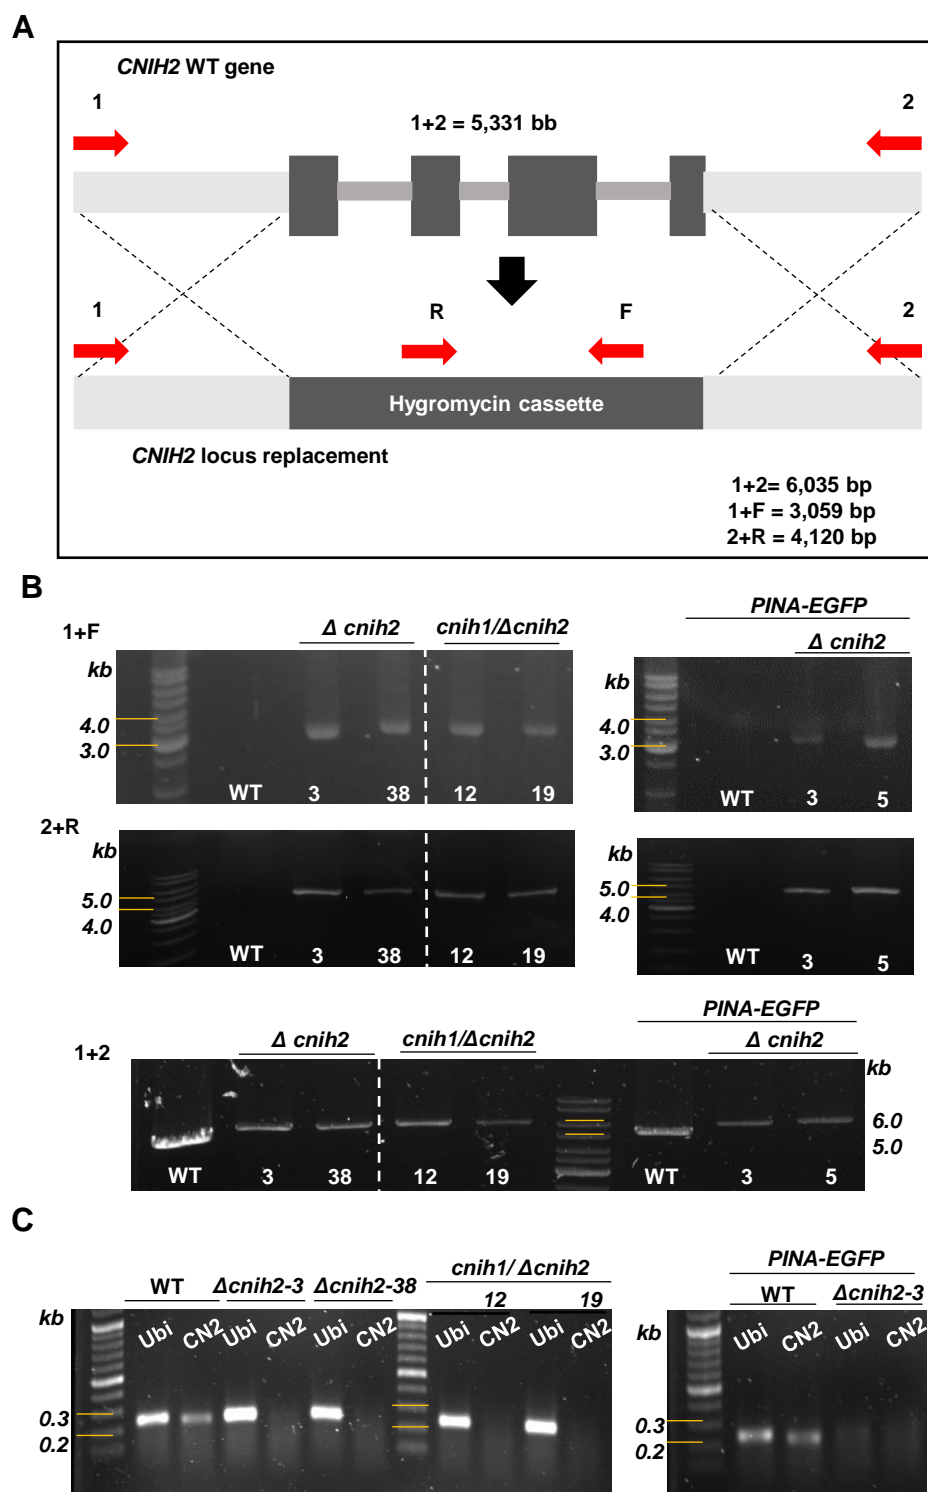 A
CNIH2 WT gene
1 2
1+2 = 5,331 bb
1 R F 2
Hygromycin cassette
CNIH2 locus replacement
1+2= 6,035 bp
1+F = 3,059 bp
2+R = 4,120 bp
B
1+F Δ cnih2 cnih1/Δcnih2
kb
4.0
3.0
WT 3 38 12 19
PINA-EGFP
Δ cnih2
kb
4.0
3.0
WT 3 5
2+R
kb
5.0
4.0
WT 3 38 12 19
kb
5.0
4.0
WT 3 5
PINA-EGFP
1+2 Δ cnih2 cnih1/Δcnih2 Δ cnih2
kb
6.0
5.0
WT 3 38 12 19 WT 3 5
C
cnih1/ Δcnih2
WT Δcnih2-3 Δcnih2-38 12 19
kb Ubi CN2 Ubi CN2 Ubi CN2 Ubi CN2 Ubi CN2
0.3
0.2
PINA-EGFP
WT Δcnih2-3
kb Ubi CN2 Ubi CN2
0.3
0.2